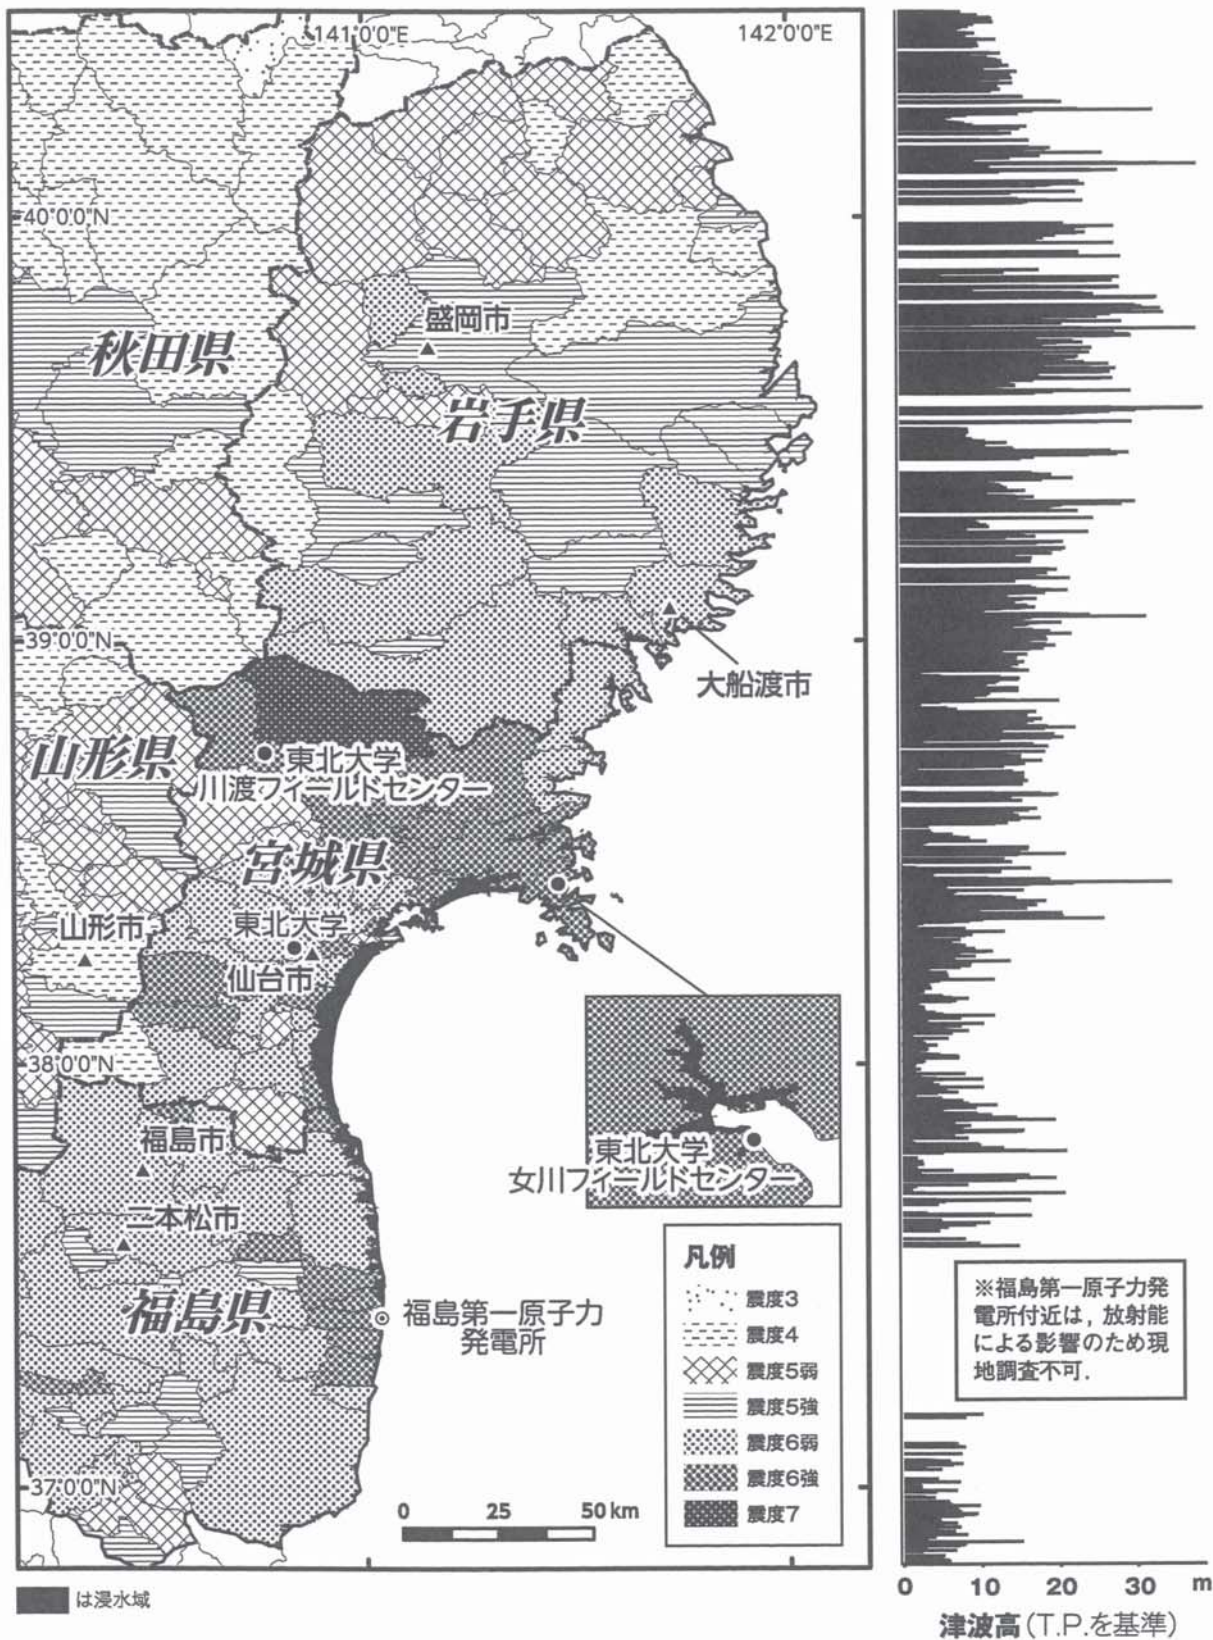 141°0'0"E
142°0'0"E
40°0'0"N
盛岡市
秋田県
岩手県
39°0'0"N
大船渡市
山形県
東北大学
川渡フィールドセンター
宮城県
山形市
東北大学
仙台市
38°0'0"N
福島市
東北大学
女川フィールドセンター
二本松市
凡例
震度3
震度4
震度5弱
震度5強
震度6弱
震度6強
震度7
福島県
福島第一原子力
発電所
※福島第一原子力発
電所付近は，放射能
による影響のため現
地調査不可．
37°0'0"N
0 25 50 km
は浸水域
0 10 20 30 m
津波高（T.P.を基準）